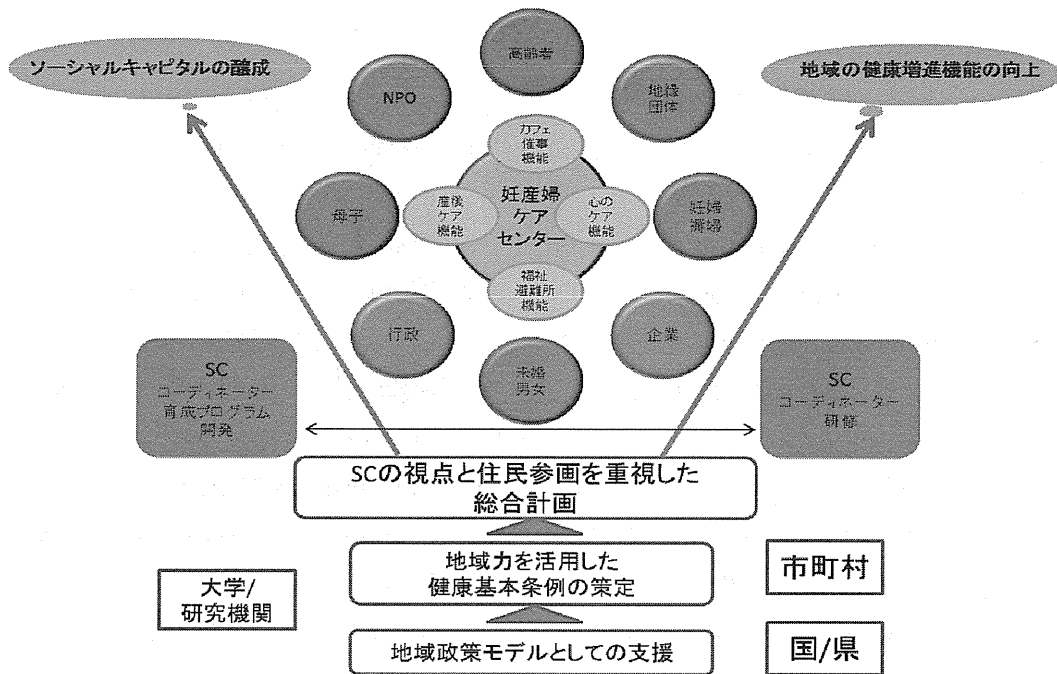 ソーシャルキャピタルの醸成
地域の健康増進機能の向上
高齢者
NPO
地縁
団体
カフェ
催事
機能
母子
産後
ケア
機能
妊産婦
ケア
センター
心の
ケア
機能
妊婦
褥婦
福祉
避難所
機能
行政
企業
未婚
男女
SC
コーディネーター
育成プログラム
開発
SC
コーディネーター
研修
SCの視点と住民参画を重視した
総合計画
地域力を活用した
健康基本条例の策定
大学/
研究機関
市町村
地域政策モデルとしての支援
国/県